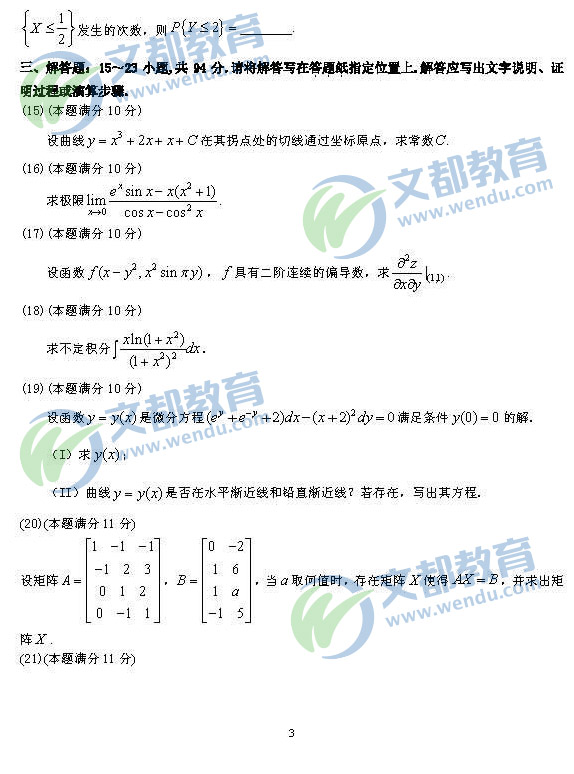 {X ≤ 1/2}发生的次数，则 P{Y ≤ 2} = ________.
三、解答题：15～23 小题,共 94 分.请将解答写在答题纸指定位置上.解答应写出文字说明、证
明过程或演算步骤.
(15)(本题满分 10 分)
设曲线 y = x³ + 2x + x + C 在其拐点处的切线通过坐标原点，求常数C.
(16)(本题满分 10 分)
求极限 lim_{x→0} (eˣ sin x − x(x² + 1)) / (cos x − cos² x) .
(17)(本题满分 10 分)
设函数 f(x − y², x² sin πy)，f 具有二阶连续的偏导数，求 ∂²z/∂x∂y |(1,1) .
(18)(本题满分 10 分)
求不定积分 ∫ x ln(1 + x²) / (1 + x²)² dx .
(19)(本题满分 10 分)
设函数 y = y(x) 是微分方程 (e^y + e^{-y} + 2)dx − (x + 2)² dy = 0 满足条件 y(0) = 0 的解.
（I）求 y(x)；
（II）曲线 y = y(x) 是否在水平渐近线和铅直渐近线？若存在，写出其方程.
(20)(本题满分 11 分)
设矩阵 A = [1 −1 −1; −1 2 3; 0 1 2; 0 −1 1]，B = [0 −2; 1 6; 1 a; −1 5]，当 a 取何值时，存在矩阵 X 使得 AX = B，并求出矩
阵 X .
(21)(本题满分 11 分)
3
文都教育
www.wendu.com
文都教育
www.wendu.com
文都教育
www.wendu.com
文都教育
www.wendu.com